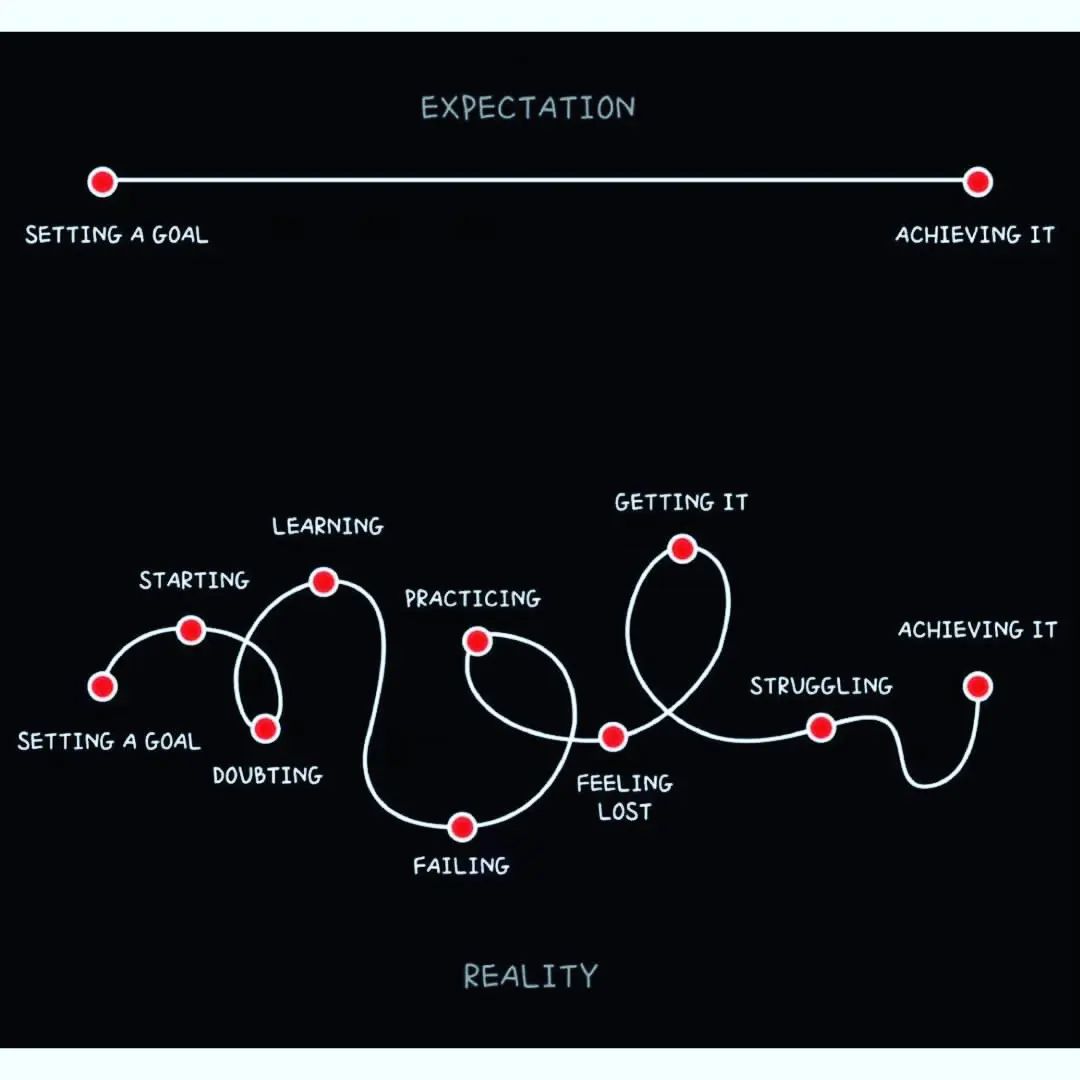 EXPECTATION
SETTING A GOAL
ACHIEVING IT
GETTING IT
LEARNING
STARTING
PRACTICING
ACHIEVING IT
STRUGGLING
SETTING A GOAL
DOUBTING
FEELING
LOST
FAILING
REALITY